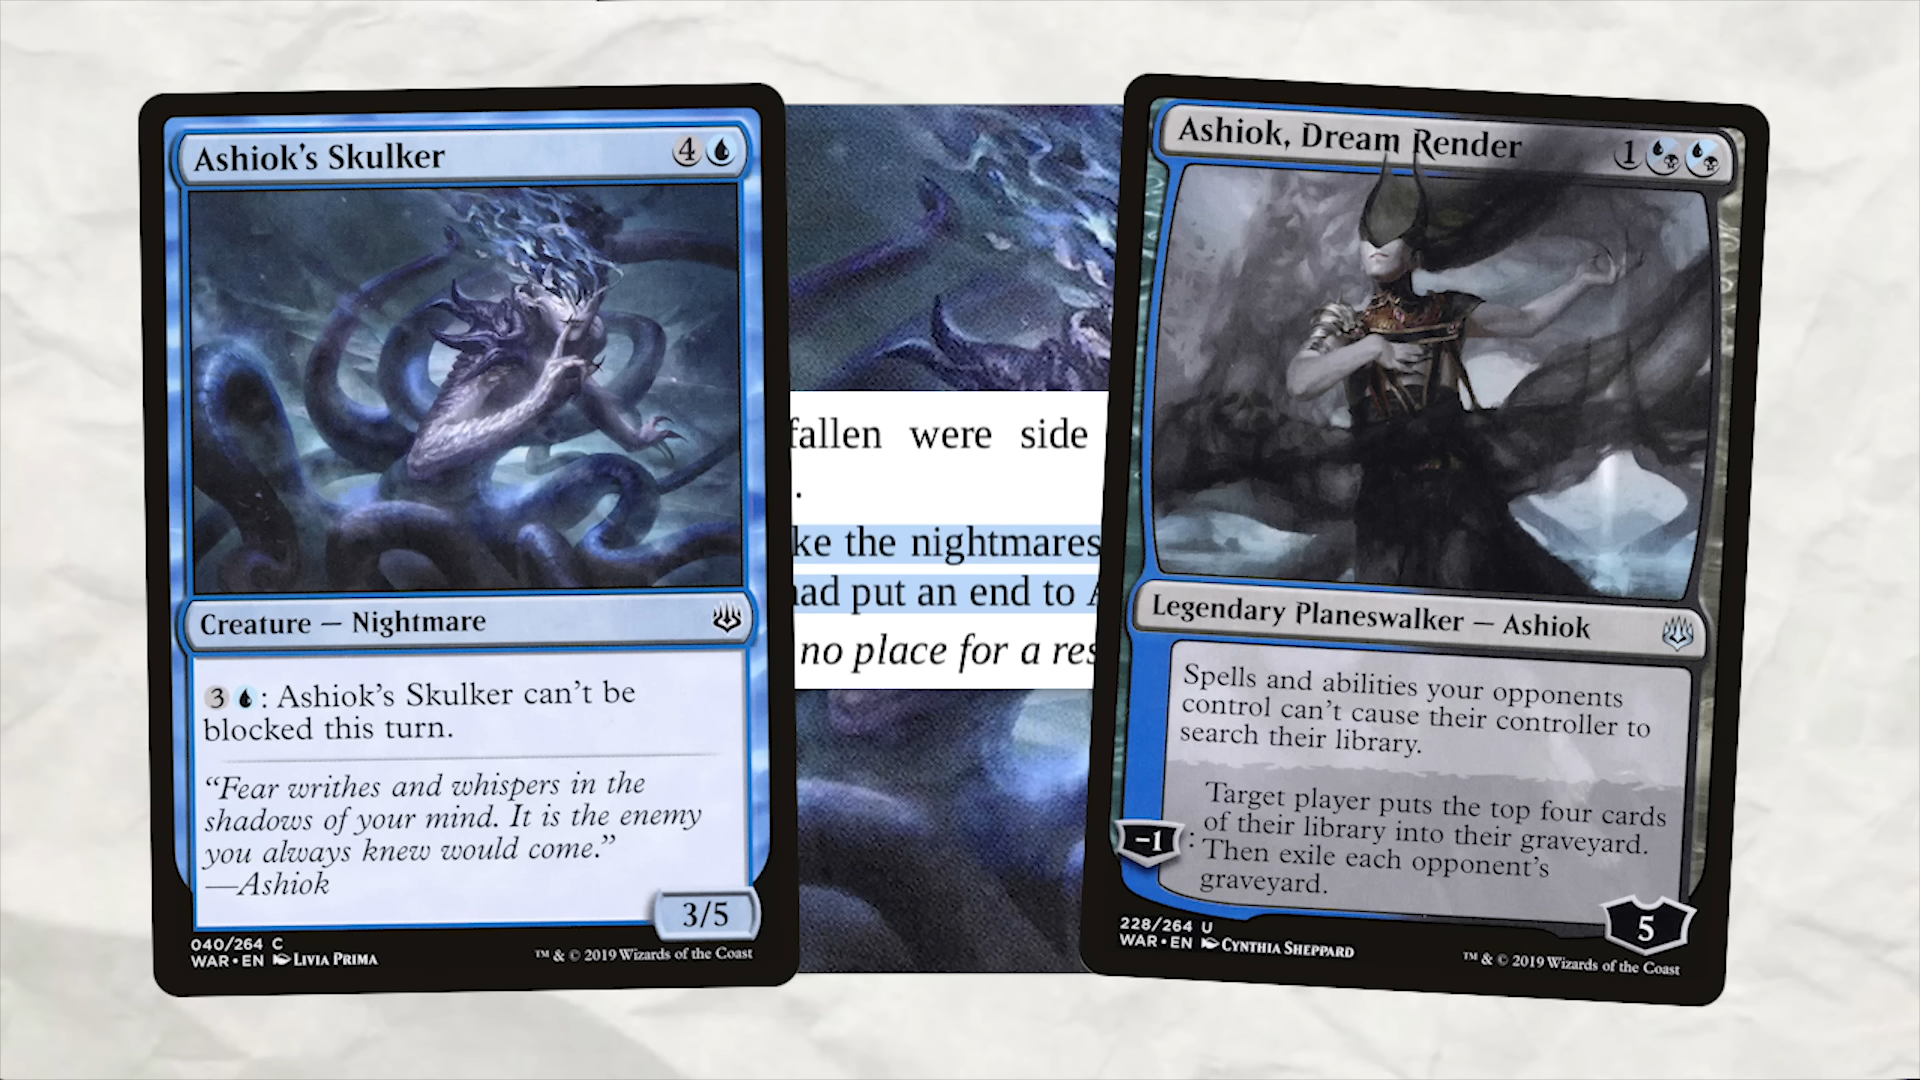 Ashiok's Skulker
4
Creature — Nightmare
3 : Ashiok's Skulker can't be
blocked this turn.
"Fear writhes and whispers in the
shadows of your mind. It is the enemy
you always knew would come."
—Ashiok
3/5
040/264 C
WAR • EN LIVIA PRIMA
™ & © 2019 Wizards of the Coast
fallen were side
.
ke the nightmares
had put an end to
no place for a res
Ashiok, Dream Render
1
Legendary Planeswalker — Ashiok
Spells and abilities your opponents
control can't cause their controller to
search their library.
Target player puts the top four cards
of their library into their graveyard.
-1 : Then exile each opponent's
graveyard.
5
228/264 U
WAR • EN CYNTHIA SHEPPARD
™ & © 2019 Wizards of the Coast